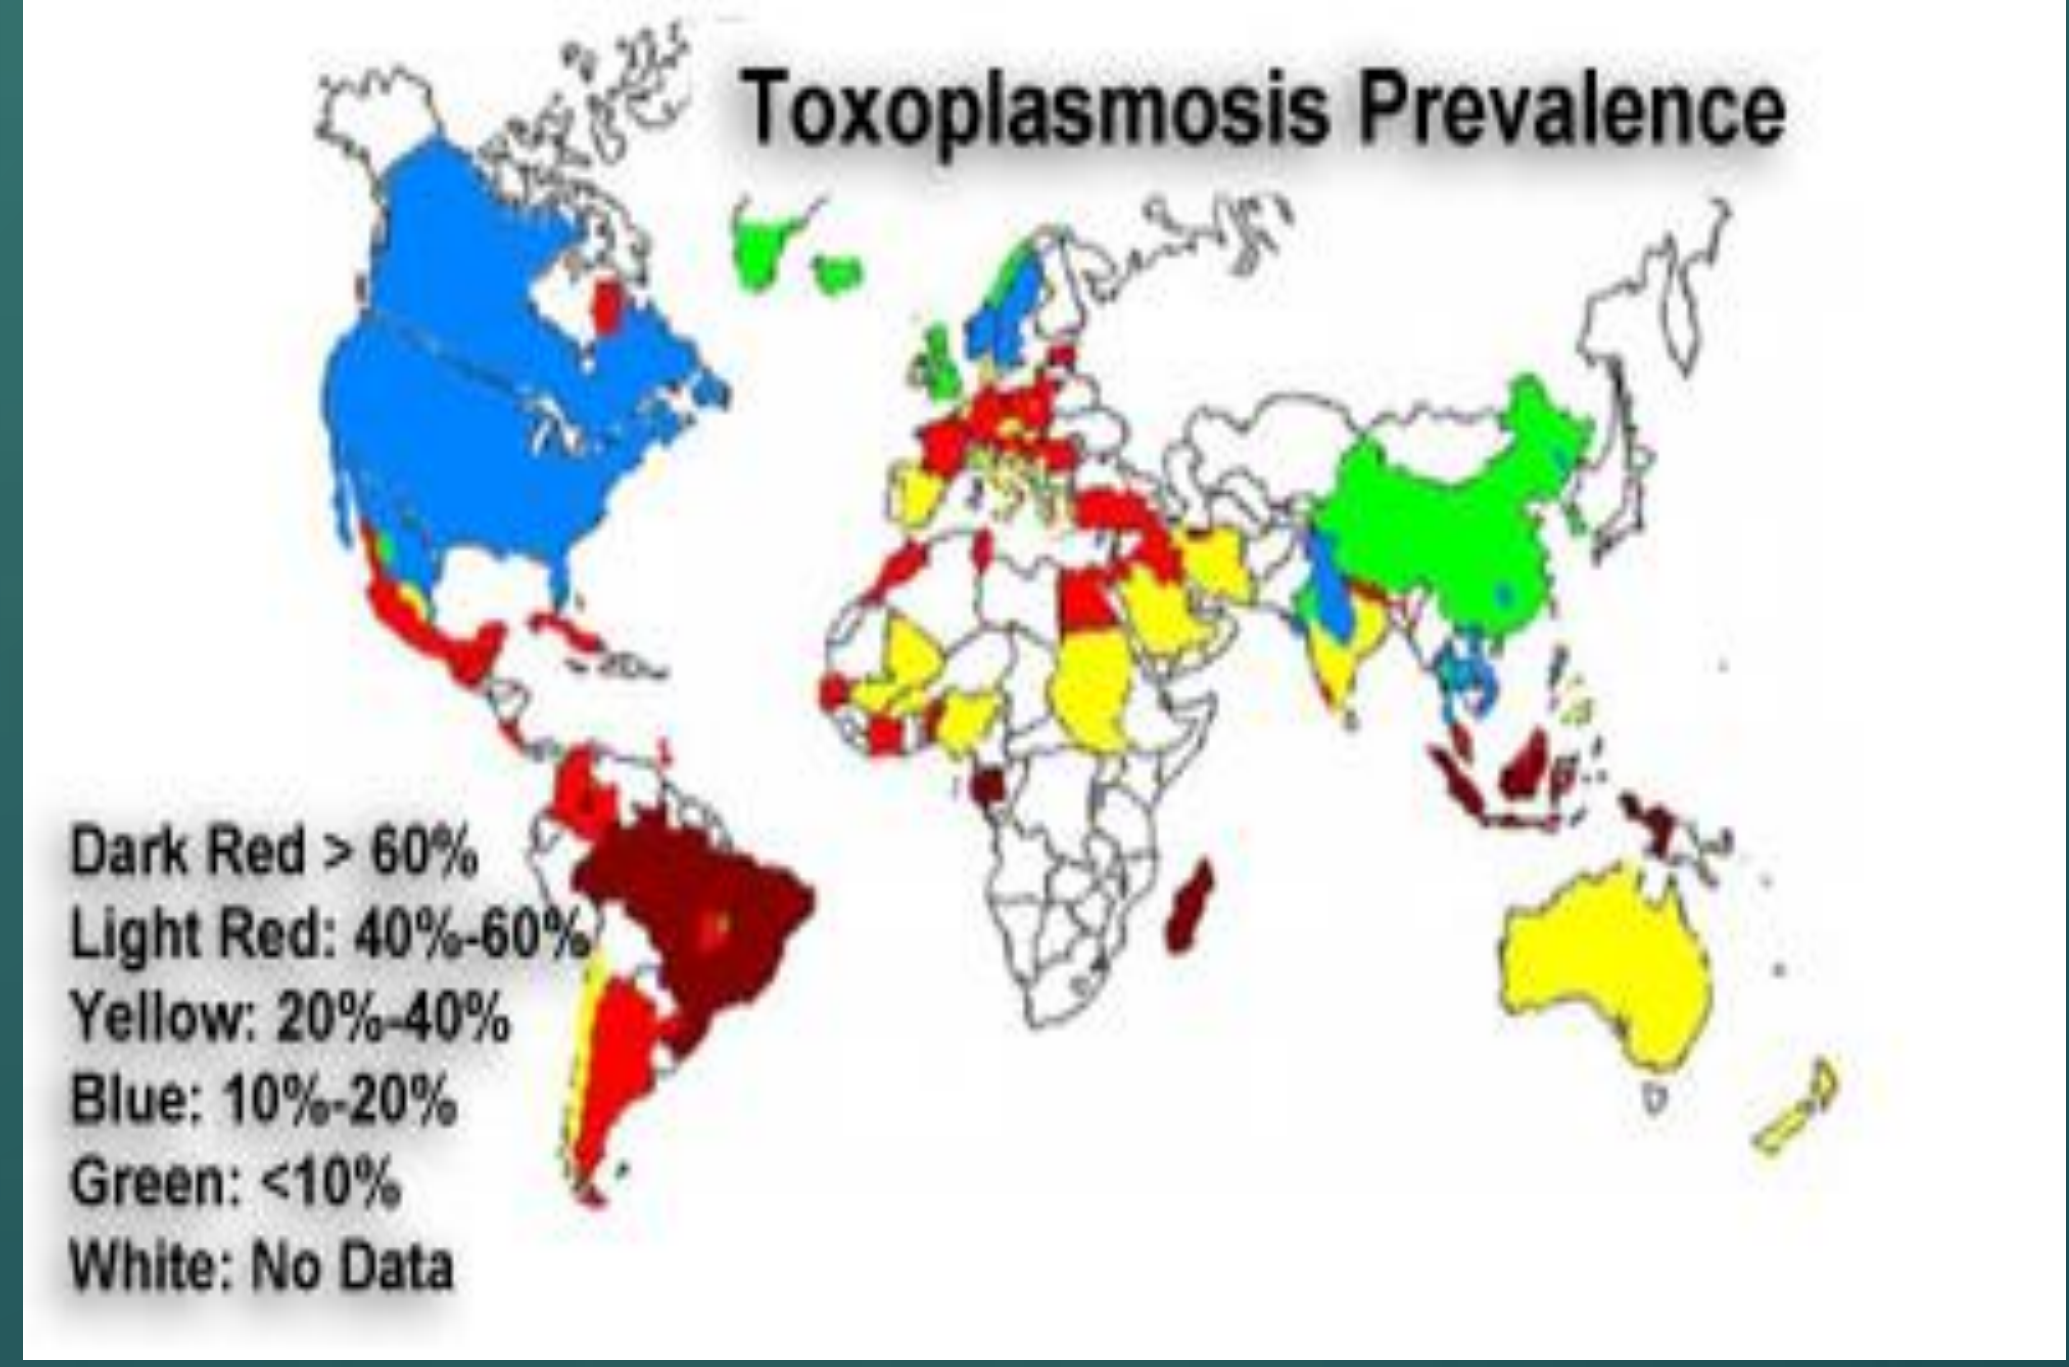 Toxoplasmosis Prevalence
Dark Red > 60%
Light Red: 40%-60%
Yellow: 20%-40%
Blue: 10%-20%
Green: <10%
White: No Data